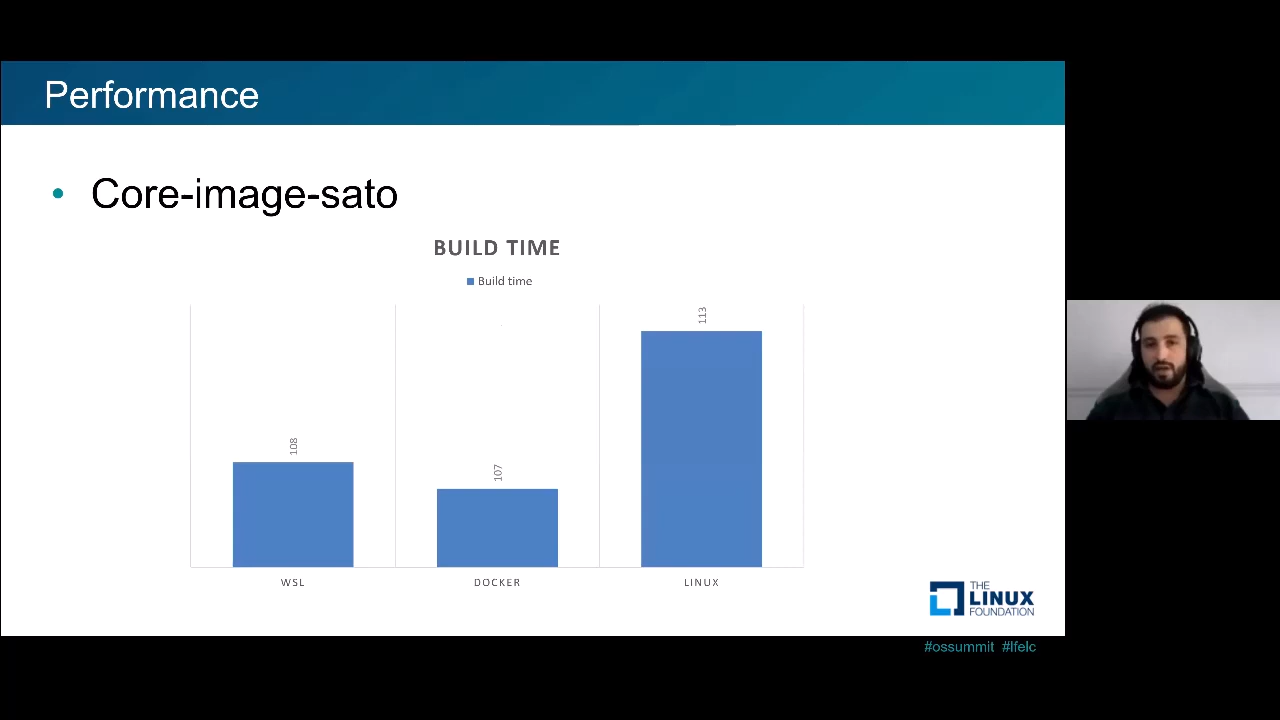 Performance
• Core-image-sato
BUILD TIME
Build time
108
107
113
WSL
DOCKER
LINUX
THE
LINUX
FOUNDATION
#ossummit #lfelc